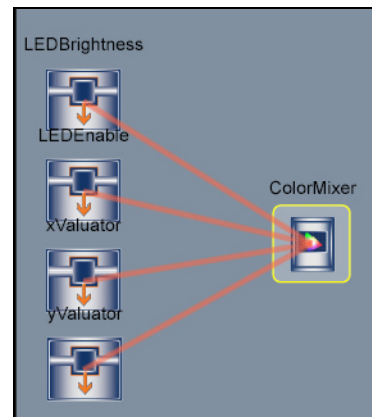 LEDBrightness
LEDEnable
ColorMixer
xValuator
yValuator